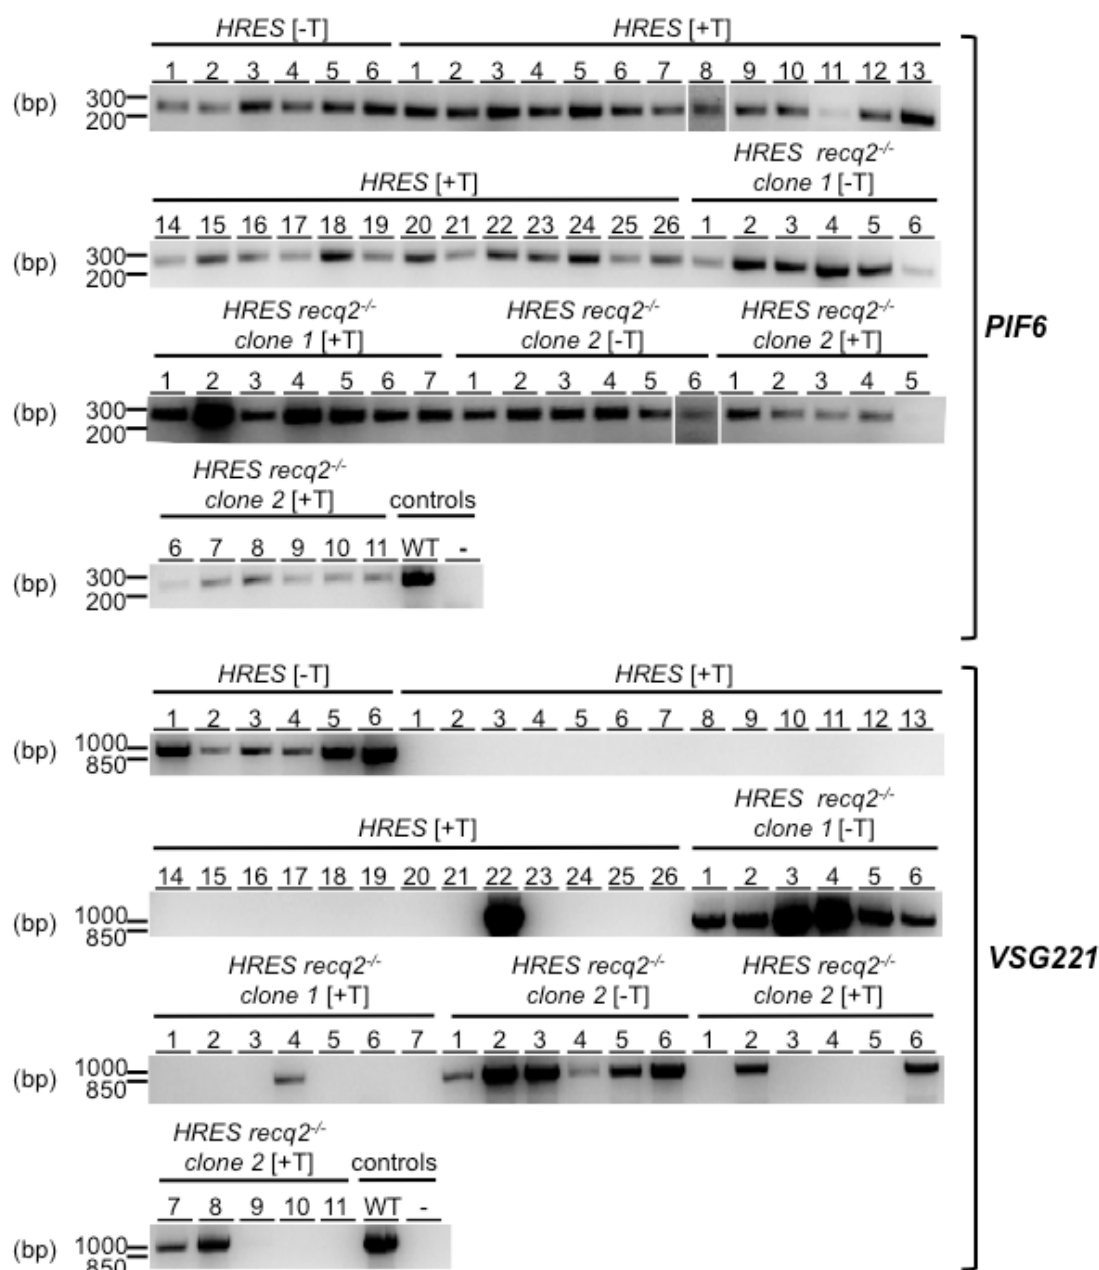 HRES [-T] HRES [+T]
1 2 3 4 5 6 1 2 3 4 5 6 7 8 9 10 11 12 13
(bp) 300
200
HRES recq2-/-
HRES [+T] clone 1 [-T]
14 15 16 17 18 19 20 21 22 23 24 25 26 1 2 3 4 5 6
(bp) 300
200
HRES recq2-/- HRES recq2-/- HRES recq2-/-
clone 1 [+T] clone 2 [-T] clone 2 [+T]
PIF6
1 2 3 4 5 6 7 1 2 3 4 5 6 1 2 3 4 5
(bp) 300
200
HRES recq2-/-
clone 2 [+T] controls
6 7 8 9 10 11 WT -
(bp) 300
200
HRES [-T] HRES [+T]
1 2 3 4 5 6 1 2 3 4 5 6 7 8 9 10 11 12 13
(bp) 1000
850
HRES recq2-/-
HRES [+T] clone 1 [-T]
14 15 16 17 18 19 20 21 22 23 24 25 26 1 2 3 4 5 6
(bp) 1000
850
VSG221
HRES recq2-/- HRES recq2-/- HRES recq2-/-
clone 1 [+T] clone 2 [-T] clone 2 [+T]
1 2 3 4 5 6 7 1 2 3 4 5 6 1 2 3 4 5 6
(bp) 1000
850
HRES recq2-/-
clone 2 [+T] controls
7 8 9 10 11 WT -
(bp) 1000
850